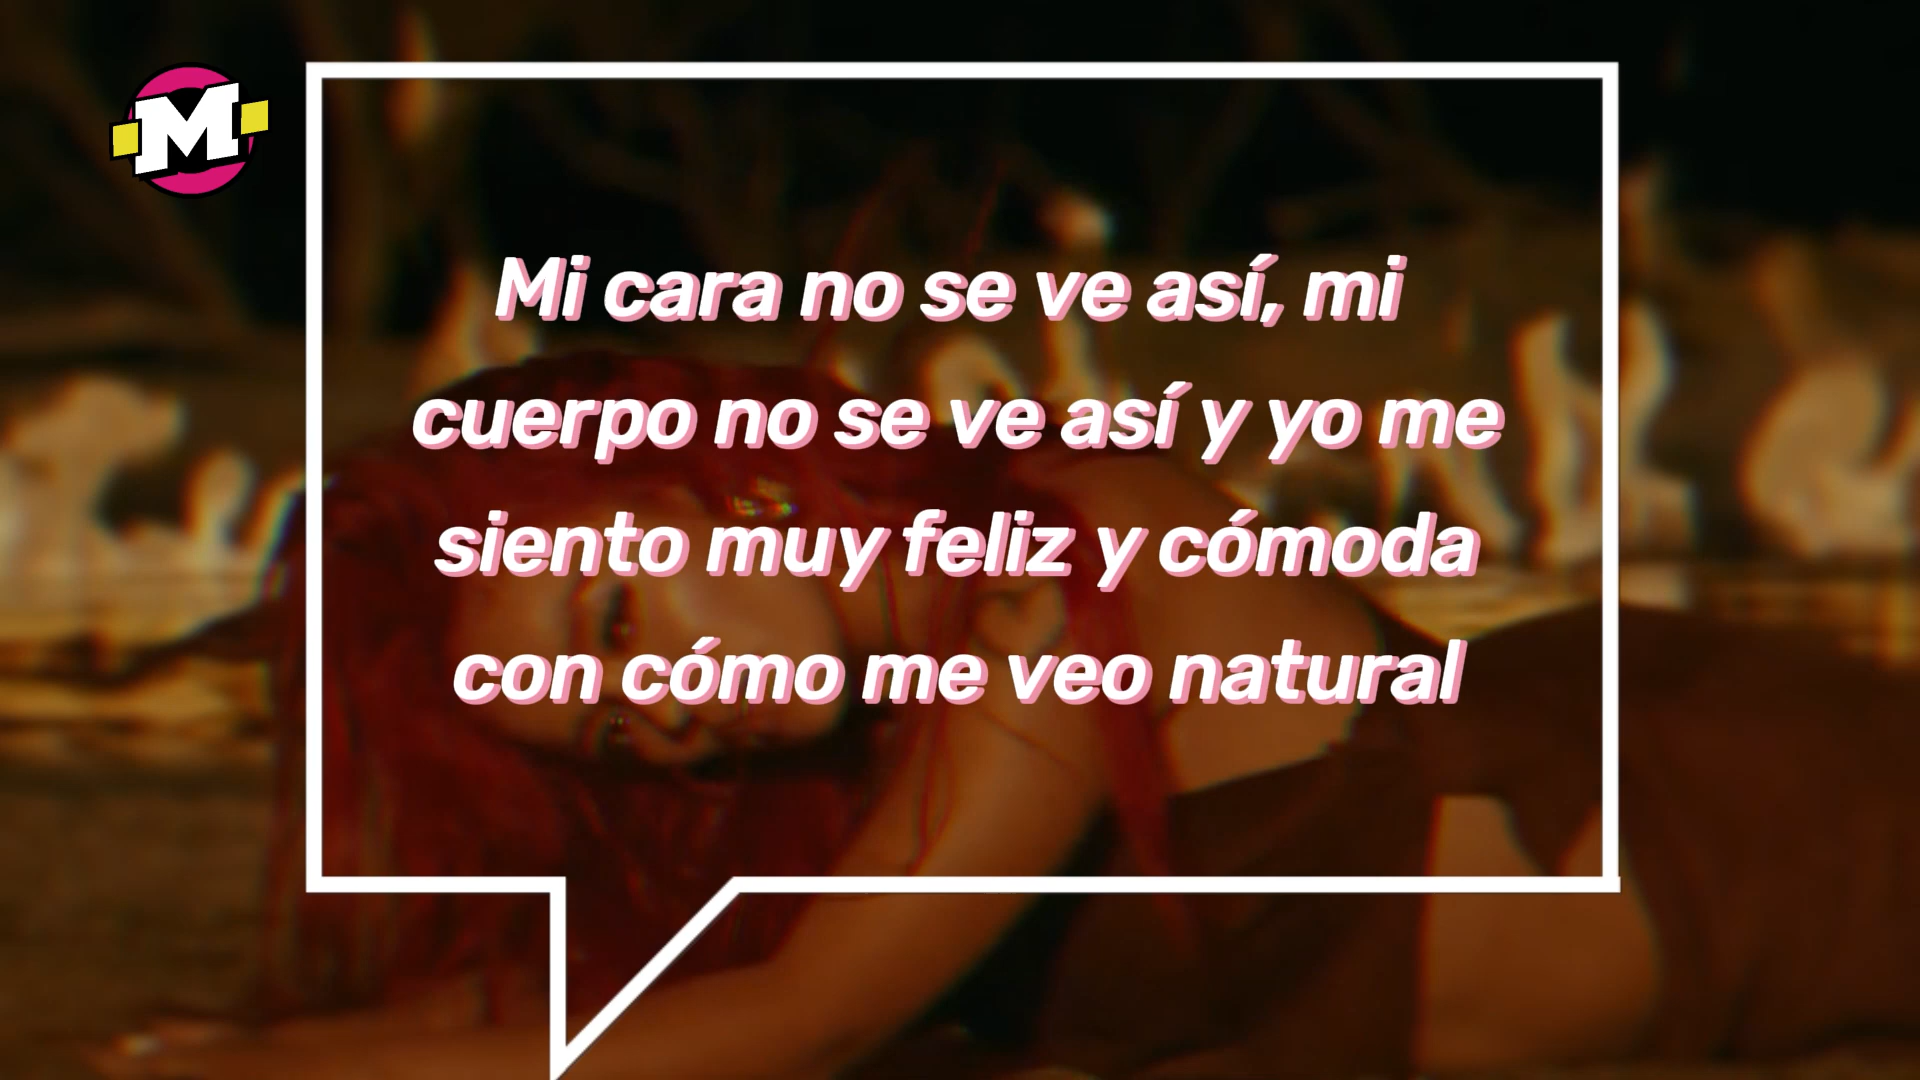 M
Mi cara no se ve así, mi
cuerpo no se ve así y yo me
siento muy feliz y cómoda
con cómo me veo natural